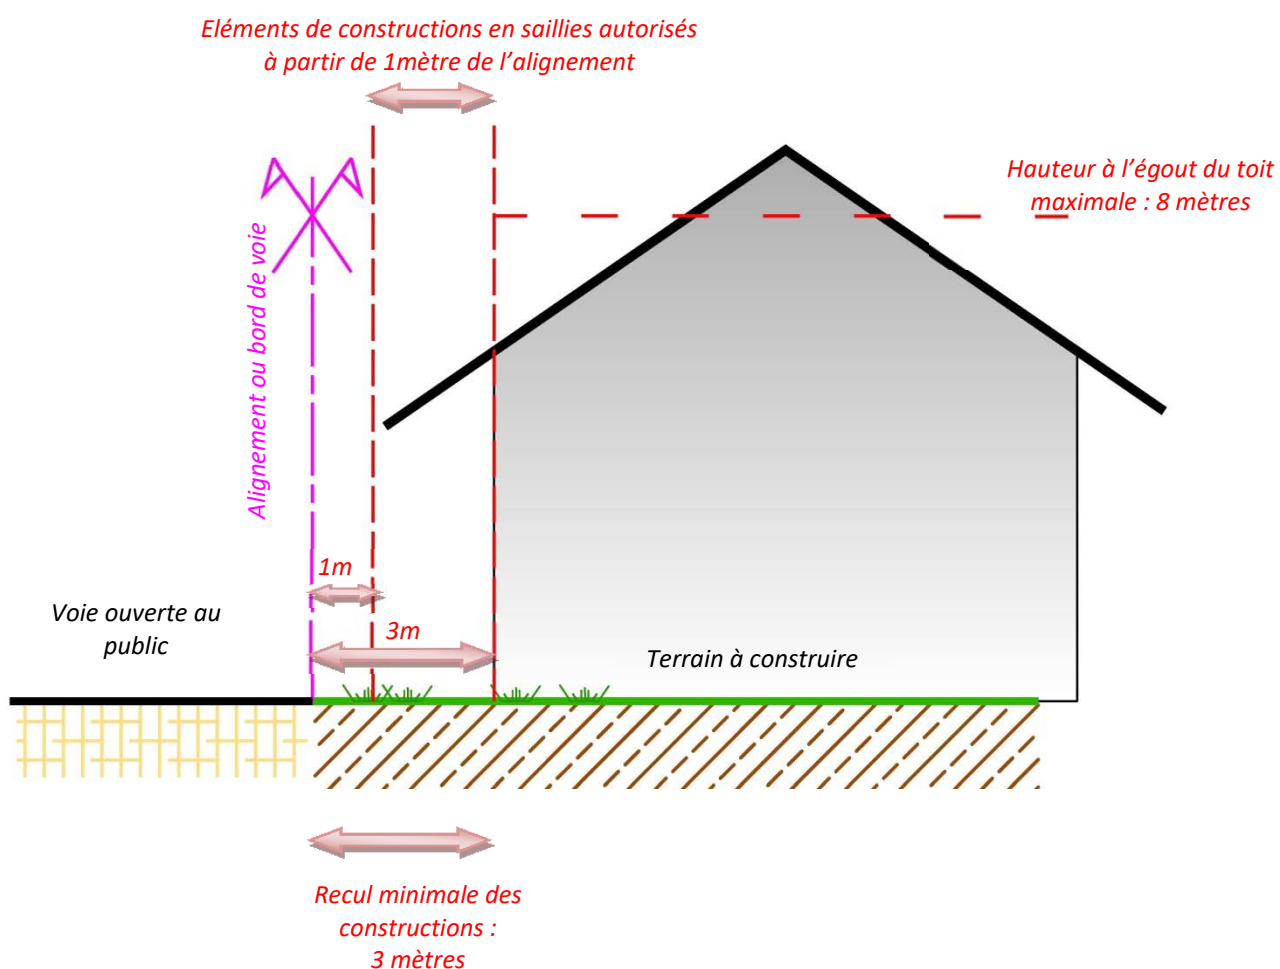 Eléments de constructions en saillies autorisés
à partir de 1mètre de l’alignement
Hauteur à l’égout du toit
maximale : 8 mètres
Alignement ou bord de voie
1m
Voie ouverte au
public
3m
Terrain à construire
Recul minimale des
constructions :
3 mètres